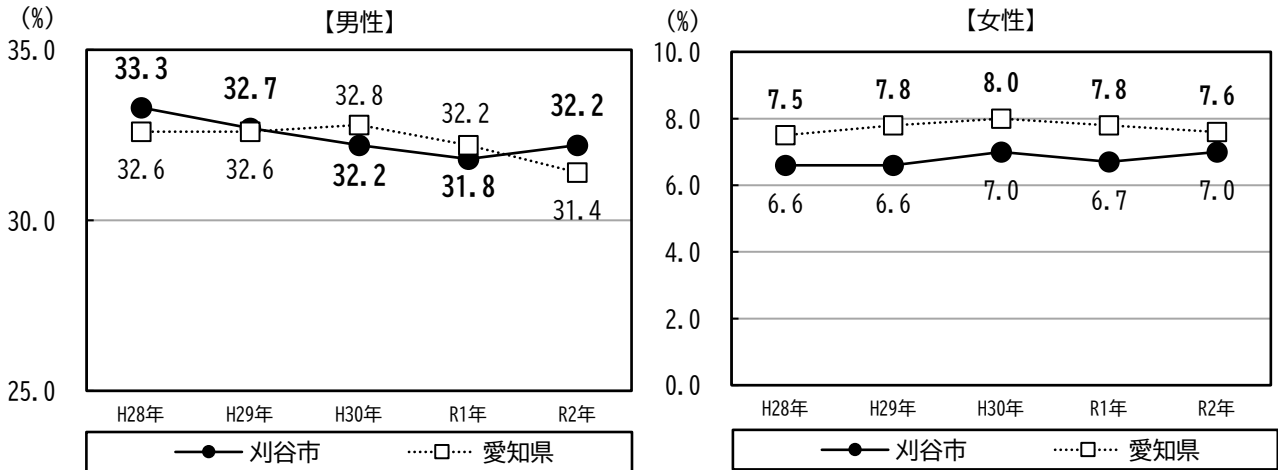 (%)
【男性】
35.0
30.0
25.0
33.3
32.7
32.8
32.2
32.2
32.6
32.6
32.2
31.8
31.4
H28年 H29年 H30年 R1年 R2年
刈谷市 愛知県
(%)
【女性】
10.0
8.0
6.0
4.0
2.0
0.0
7.5 7.8 8.0 7.8 7.6
6.6 6.6 7.0 6.7 7.0
H28年 H29年 H30年 R1年 R2年
刈谷市 愛知県